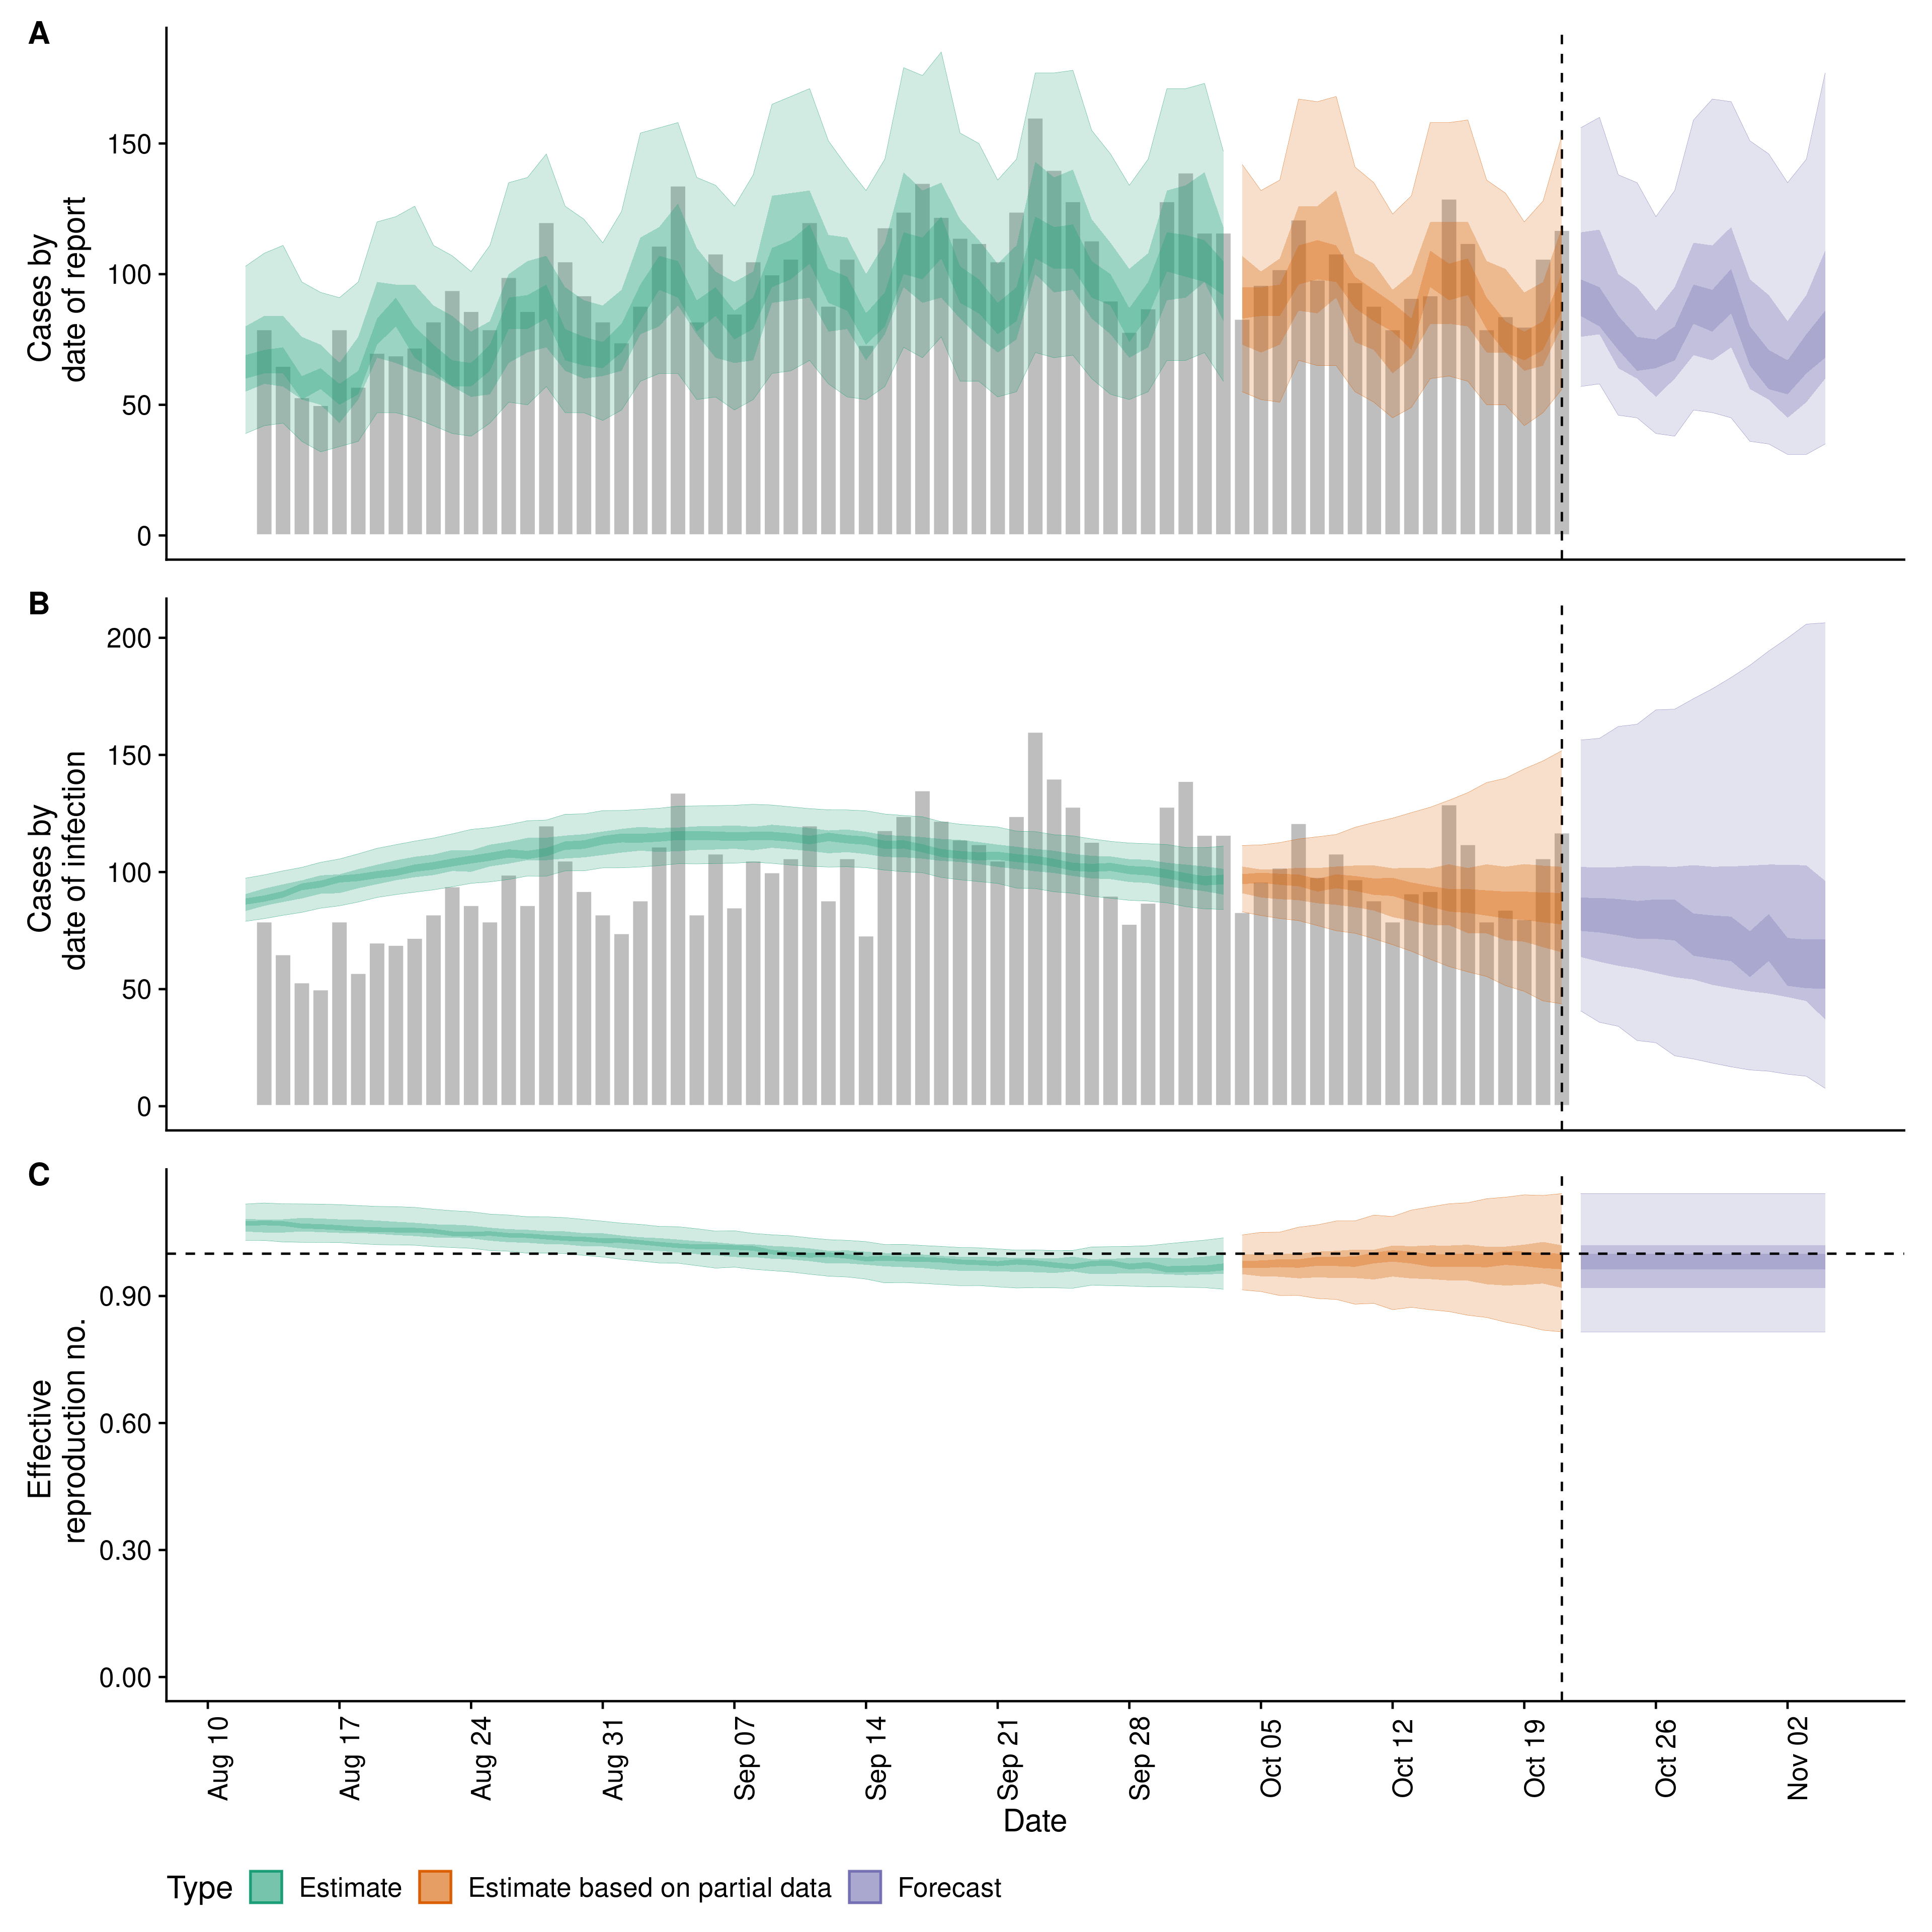 A
Cases by
date of report
150
100
50
0
B
Cases by
date of infection
200
150
100
50
0
C
Effective
reproduction no.
0.90
0.60
0.30
0.00
Aug 10
Aug 17
Aug 24
Aug 31
Sep 07
Sep 14
Sep 21
Sep 28
Oct 05
Oct 12
Oct 19
Oct 26
Nov 02
Date
Type Estimate Estimate based on partial data Forecast